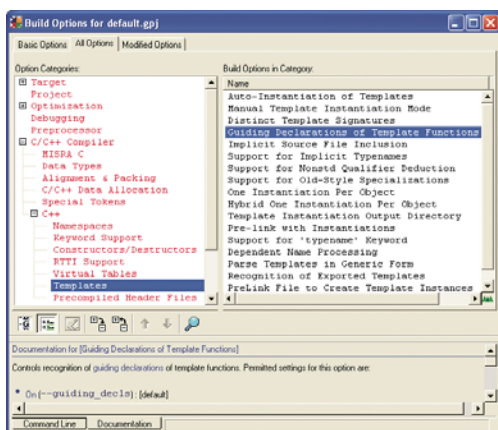 Build Options for default.gpj
Basic Options All Options Modified Options
Option Categories:
Target
Project
Optimization
Debugging
Preprocessor
C/C++ Compiler
MISRA C
Data Types
Alignment & Packing
C/C++ Data Allocation
Special Tokens
C++
Namespaces
Keyword Support
Constructors/Destructors
RTTI Support
Virtual Tables
Templates
Precompiled Header Files
Build Options in Category:
Name
Auto-Instantiation of Templates
Manual Template Instantiation Mode
Distinct Template Signatures
Guiding Declarations of Template Functions
Implicit Source File Inclusion
Support for Implicit Typenames
Support for Nonstd Qualifier Deduction
Support for Old-Style Specializations
One Instantiation Per Object
Hybrid One Instantiation Per Object
Template Instantiation Output Directory
Pre-link with Instantiations
Support for 'typename' Keyword
Dependent Name Processing
Parse Templates in Generic Form
Recognition of Exported Templates
PreLink File to Create Template Instances
Documentation for [Guiding Declarations of Template Functions]
Controls recognition of guiding declarations of template functions. Permitted settings for this option are:
* On (--guiding_decls): [default]
Command Line Documentation